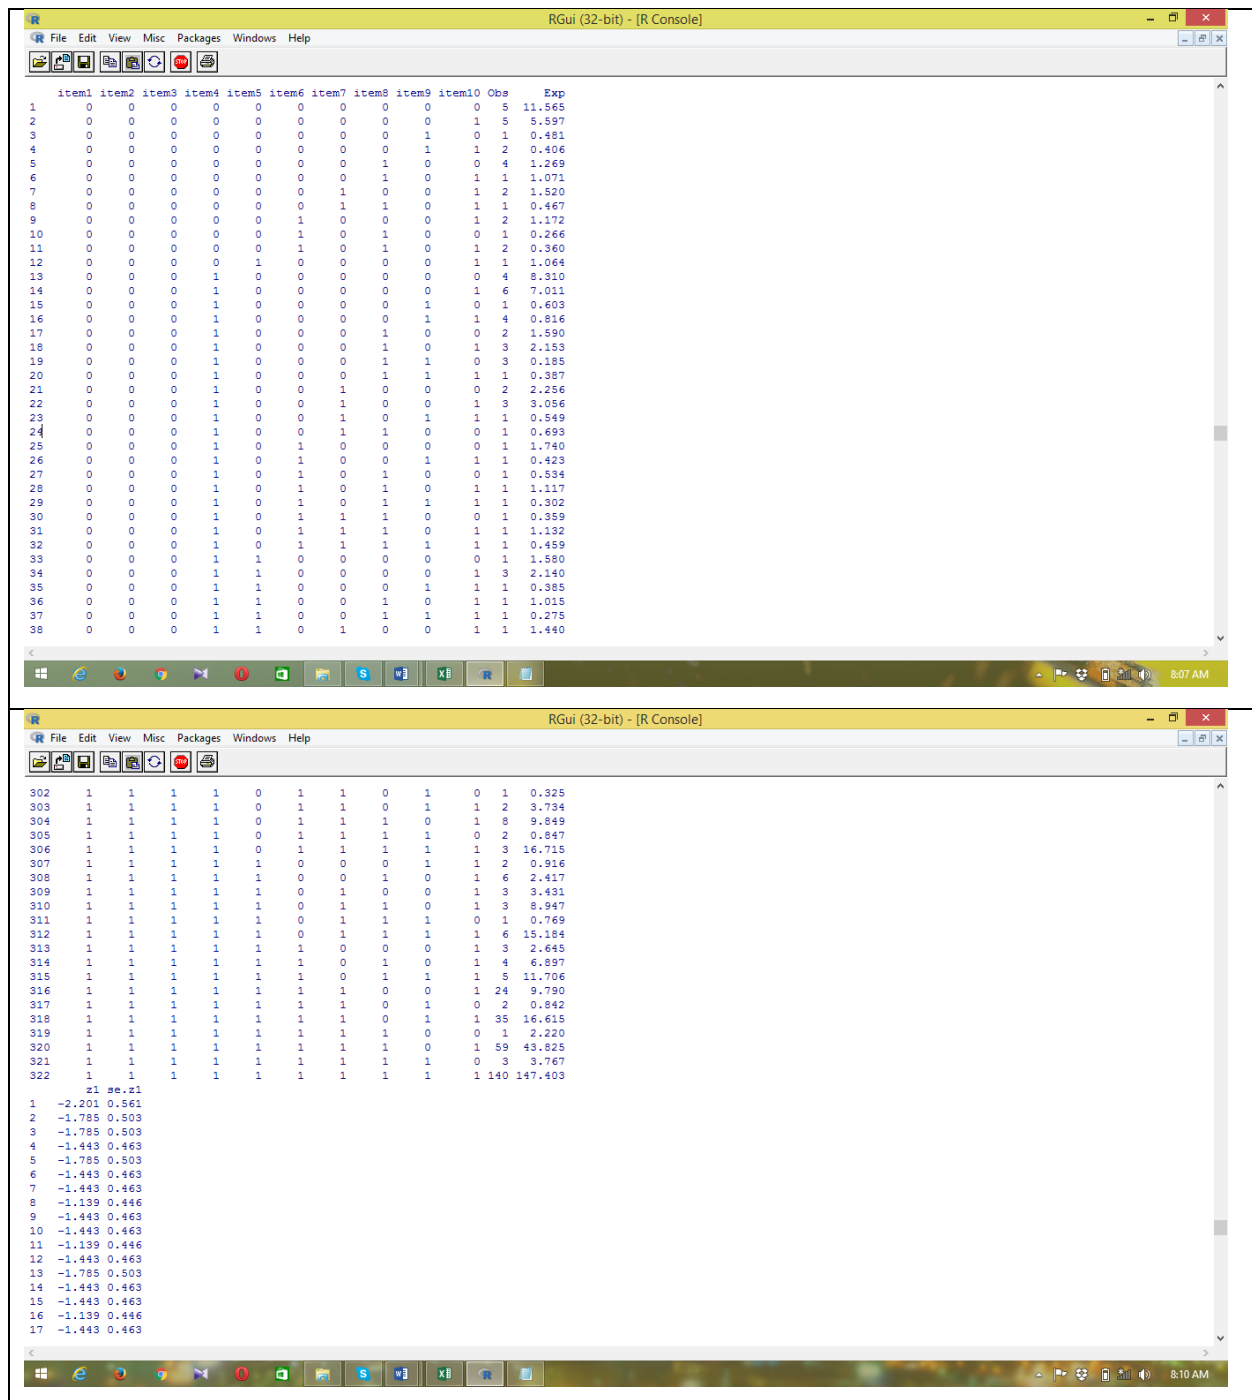 RGui (32-bit) - [R Console]
File Edit View Misc Packages Windows Help
STOP
item1 item2 item3 item4 item5 item6 item7 item8 item9 item10 Obs Exp
1 0 0 0 0 0 0 0 0 0 0 5 11.565
2 0 0 0 0 0 0 0 0 0 1 5 5.597
3 0 0 0 0 0 0 0 0 1 0 1 0.481
4 0 0 0 0 0 0 0 0 1 1 2 0.406
5 0 0 0 0 0 0 0 1 0 0 4 1.269
6 0 0 0 0 0 0 0 1 0 1 1 1.071
7 0 0 0 0 0 0 1 0 0 1 2 1.520
8 0 0 0 0 0 0 1 1 0 1 1 0.467
9 0 0 0 0 0 1 0 0 0 1 2 1.172
10 0 0 0 0 0 1 0 1 0 0 1 0.266
11 0 0 0 0 0 1 0 1 0 1 2 0.360
12 0 0 0 0 1 0 0 0 0 1 1 1.064
13 0 0 0 1 0 0 0 0 0 0 4 8.310
14 0 0 0 1 0 0 0 0 0 1 6 7.011
15 0 0 0 1 0 0 0 0 1 0 1 0.603
16 0 0 0 1 0 0 0 0 1 1 4 0.816
17 0 0 0 1 0 0 0 1 0 0 2 1.590
18 0 0 0 1 0 0 0 1 0 1 3 2.153
19 0 0 0 1 0 0 0 1 1 0 3 0.185
20 0 0 0 1 0 0 0 1 1 1 1 0.387
21 0 0 0 1 0 0 1 0 0 0 2 2.256
22 0 0 0 1 0 0 1 0 0 1 3 3.056
23 0 0 0 1 0 0 1 0 1 1 1 0.549
24 0 0 0 1 0 0 1 1 0 0 1 0.693
25 0 0 0 1 0 1 0 0 0 0 1 1.740
26 0 0 0 1 0 1 0 0 1 1 1 0.423
27 0 0 0 1 0 1 0 1 0 0 1 0.534
28 0 0 0 1 0 1 0 1 0 1 1 1.117
29 0 0 0 1 0 1 0 1 1 1 1 0.302
30 0 0 0 1 0 1 1 1 0 0 1 0.359
31 0 0 0 1 0 1 1 1 0 1 1 1.132
32 0 0 0 1 0 1 1 1 1 1 1 0.459
33 0 0 0 1 1 0 0 0 0 0 1 1.580
34 0 0 0 1 1 0 0 0 0 1 3 2.140
35 0 0 0 1 1 0 0 0 1 1 1 0.385
36 0 0 0 1 1 0 0 1 0 1 1 1.015
37 0 0 0 1 1 0 0 1 1 1 1 0.275
38 0 0 0 1 1 0 1 0 0 1 1 1.440
8:07 AM
RGui (32-bit) - [R Console]
File Edit View Misc Packages Windows Help
STOP
302 1 1 1 1 0 1 1 0 1 0 1 0.325
303 1 1 1 1 0 1 1 0 1 1 2 3.734
304 1 1 1 1 0 1 1 1 0 1 8 9.849
305 1 1 1 1 0 1 1 1 1 0 2 0.847
306 1 1 1 1 0 1 1 1 1 1 3 16.715
307 1 1 1 1 1 0 0 0 1 1 2 0.916
308 1 1 1 1 1 0 0 1 0 1 6 2.417
309 1 1 1 1 1 0 1 0 0 1 3 3.431
310 1 1 1 1 1 0 1 1 0 1 3 8.947
311 1 1 1 1 1 0 1 1 1 0 1 0.769
312 1 1 1 1 1 0 1 1 1 1 6 15.184
313 1 1 1 1 1 1 0 0 0 1 3 2.645
314 1 1 1 1 1 1 0 1 0 1 4 6.897
315 1 1 1 1 1 1 0 1 1 1 5 11.706
316 1 1 1 1 1 1 1 0 0 1 24 9.790
317 1 1 1 1 1 1 1 0 1 0 2 0.842
318 1 1 1 1 1 1 1 0 1 1 35 16.615
319 1 1 1 1 1 1 1 1 0 0 1 2.220
320 1 1 1 1 1 1 1 1 0 1 59 43.825
321 1 1 1 1 1 1 1 1 1 0 3 3.767
322 1 1 1 1 1 1 1 1 1 1 140 147.403
z1 se.z1
1 -2.201 0.561
2 -1.785 0.503
3 -1.785 0.503
4 -1.443 0.463
5 -1.785 0.503
6 -1.443 0.463
7 -1.443 0.463
8 -1.139 0.446
9 -1.443 0.463
10 -1.443 0.463
11 -1.139 0.446
12 -1.443 0.463
13 -1.785 0.503
14 -1.443 0.463
15 -1.443 0.463
16 -1.139 0.446
17 -1.443 0.463
8:10 AM